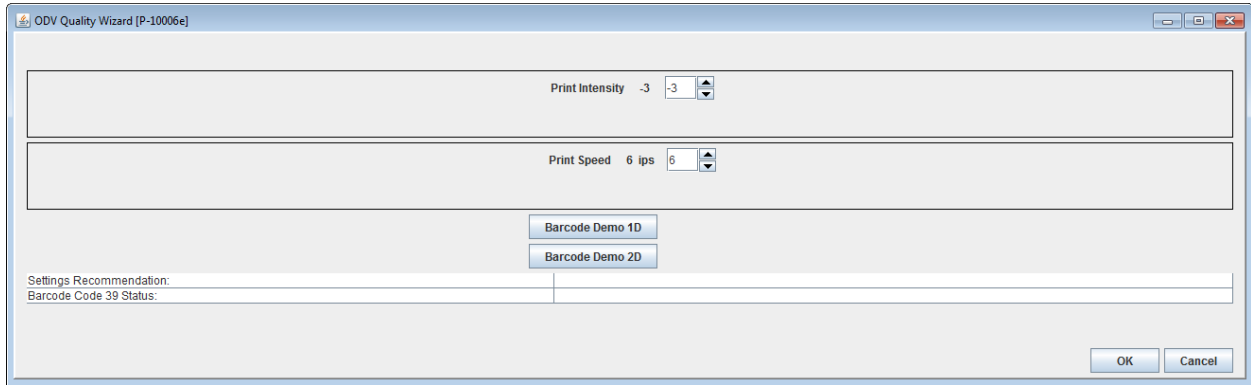 ODV Quality Wizard [P-10006e]
Print Intensity -3 -3
Print Speed 6 ips 6
Barcode Demo 1D
Barcode Demo 2D
Settings Recommendation:
Barcode Code 39 Status:
OK Cancel